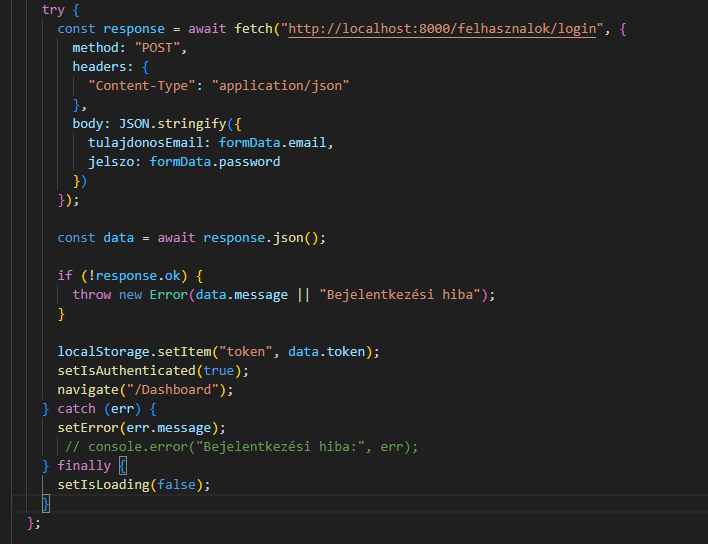 try {
const response = await fetch("http://localhost:8000/felhasznalok/login", {
method: "POST",
headers: {
"Content-Type": "application/json"
},
body: JSON.stringify({
tulajdonosEmail: formData.email,
jelszo: formData.password
})
});
const data = await response.json();
if (!response.ok) {
throw new Error(data.message || "Bejelentkezési hiba");
}
localStorage.setItem("token", data.token);
setIsAuthenticated(true);
navigate("/Dashboard");
} catch (err) {
setError(err.message);
// console.error("Bejelentkezési hiba:", err);
} finally {
setIsLoading(false);
}
};